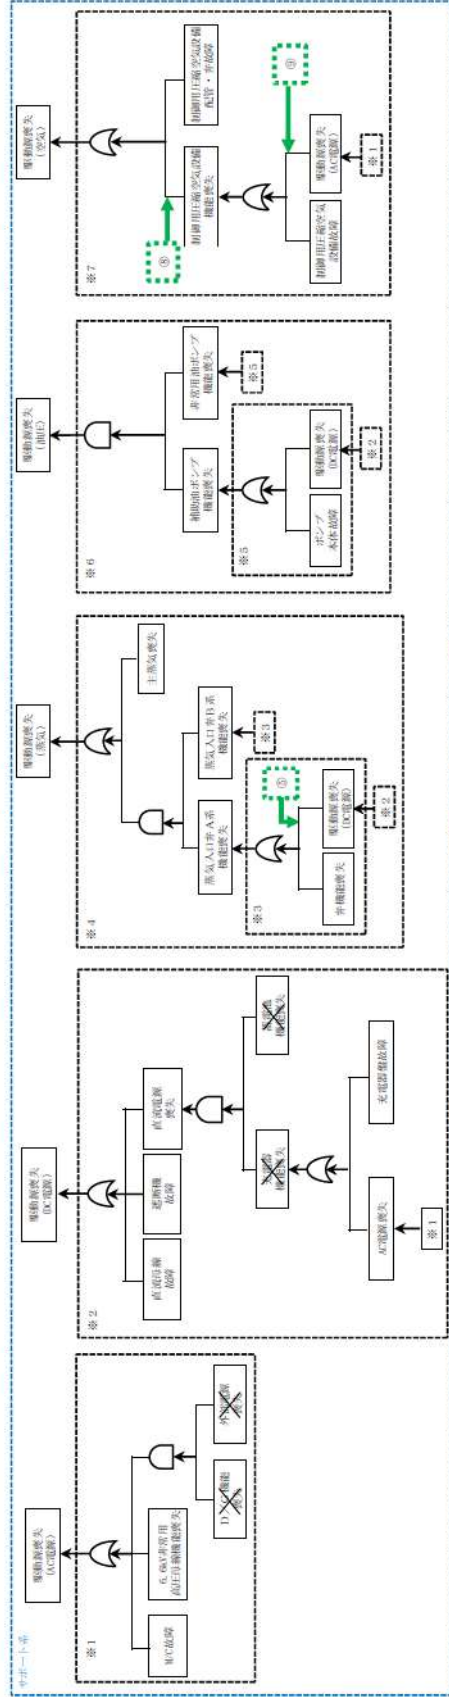 サポート系
駆動源喪失
(AC電源)
※1
M/C故障
6.6kV非常用
高圧母線機能喪失
D/G機能
喪失
外部電源
喪失
駆動源喪失
(DC電源)
※2
直流母線
故障
遮断機
故障
直流電源
喪失
充電器
機能喪失
蓄電池
機能喪失
AC電源喪失
充電器盤故障
※1
駆動源喪失
(蒸気)
※4
主蒸気喪失
蒸気入口弁A系
機能喪失
蒸気入口弁B系
機能喪失
※3
※3
⑤
弁機能喪失
駆動源喪失
(DC電源)
※2
駆動源喪失
(油圧)
※6
補助油ポンプ
機能喪失
非常用油ポンプ
機能喪失
※5
※5
ポンプ
本体故障
駆動源喪失
(DC電源)
※2
駆動源喪失
(空気)
※7
制御用圧縮空気設備
機能喪失
制御用圧縮空気設備
配管・弁故障
⑧
⑨
制御用圧縮空気
設備故障
駆動源喪失
(AC電源)
※1